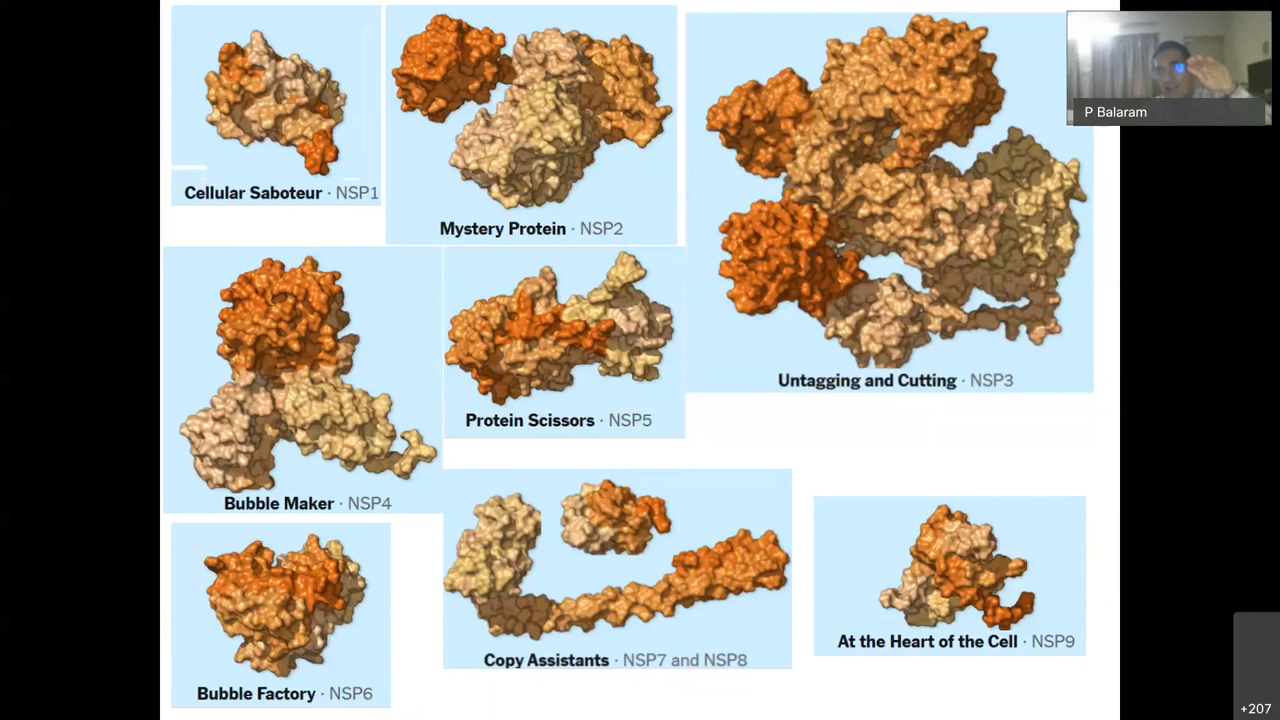 Cellular Saboteur · NSP1
Mystery Protein · NSP2
Untagging and Cutting · NSP3
P Balaram
Bubble Maker · NSP4
Protein Scissors · NSP5
Bubble Factory · NSP6
Copy Assistants · NSP7 and NSP8
At the Heart of the Cell · NSP9
+207